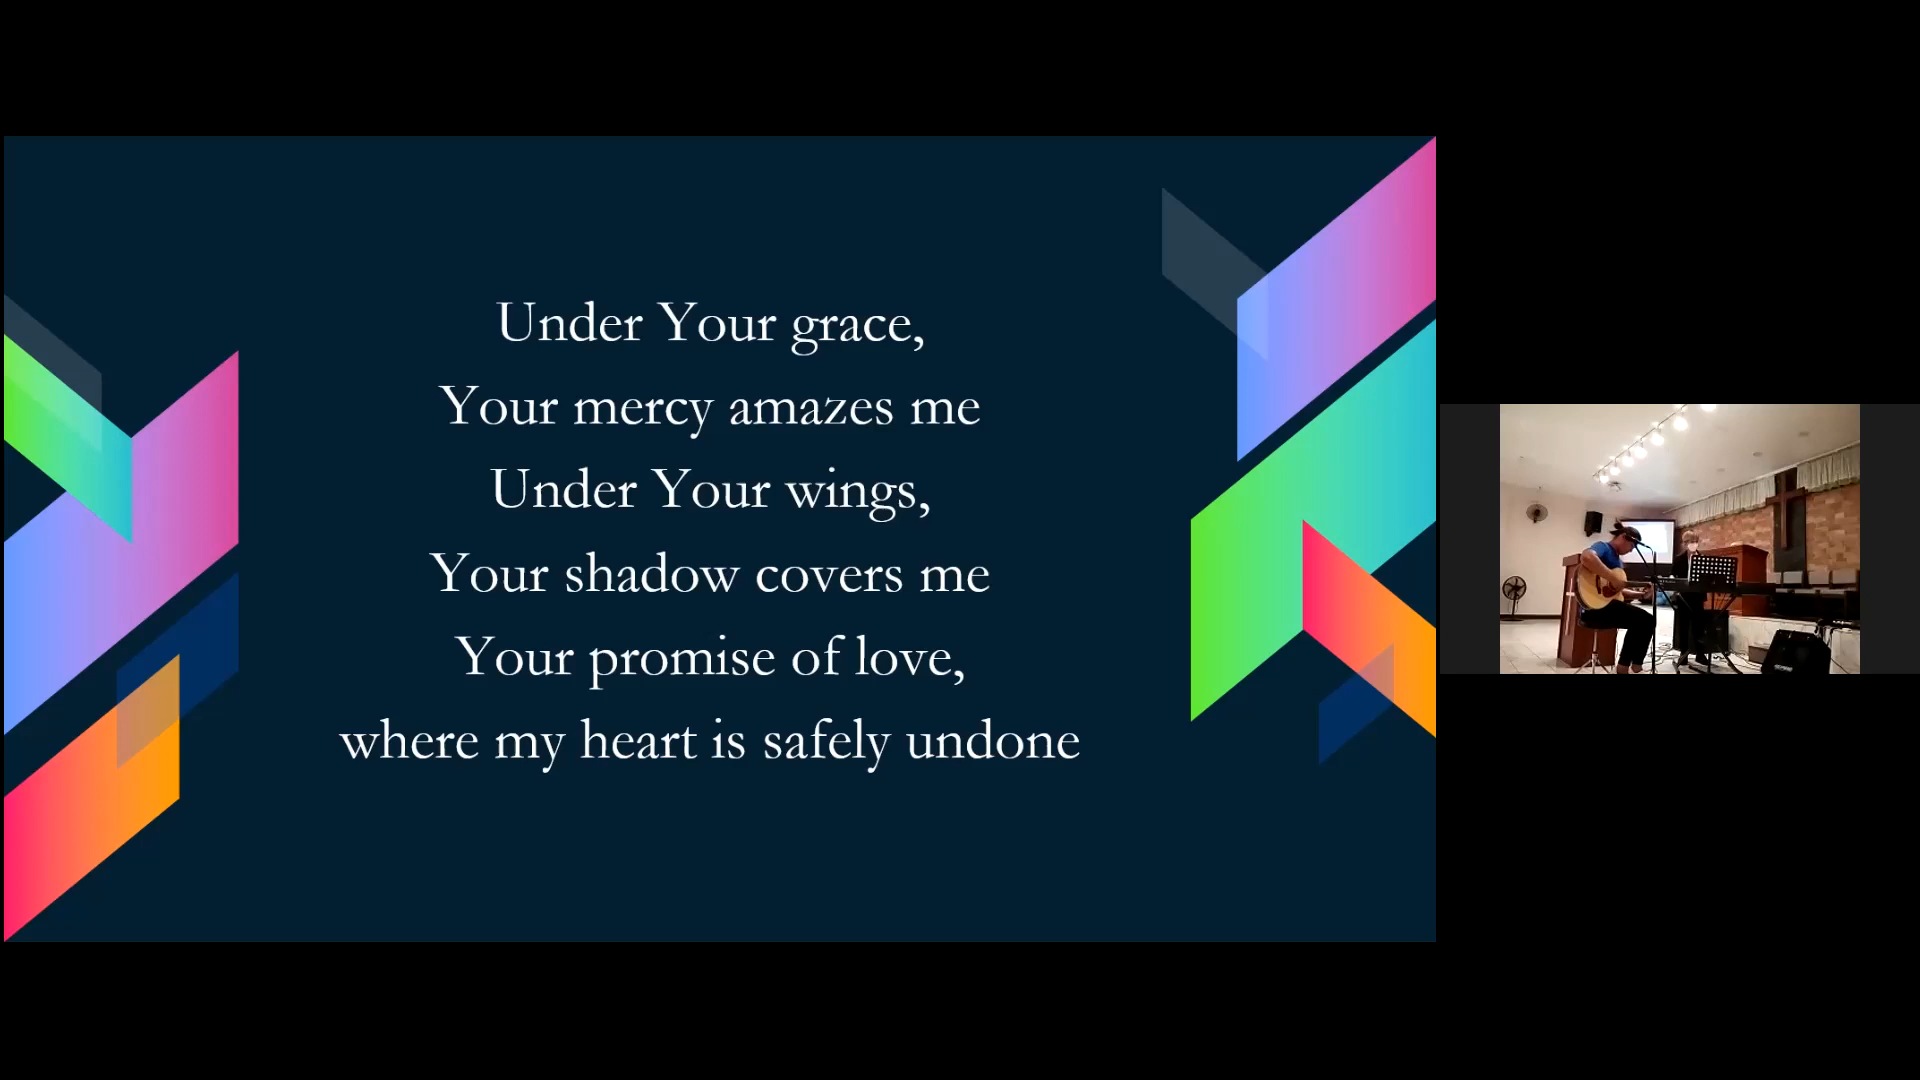 Under Your grace,
Your mercy amazes me
Under Your wings,
Your shadow covers me
Your promise of love,
where my heart is safely undone